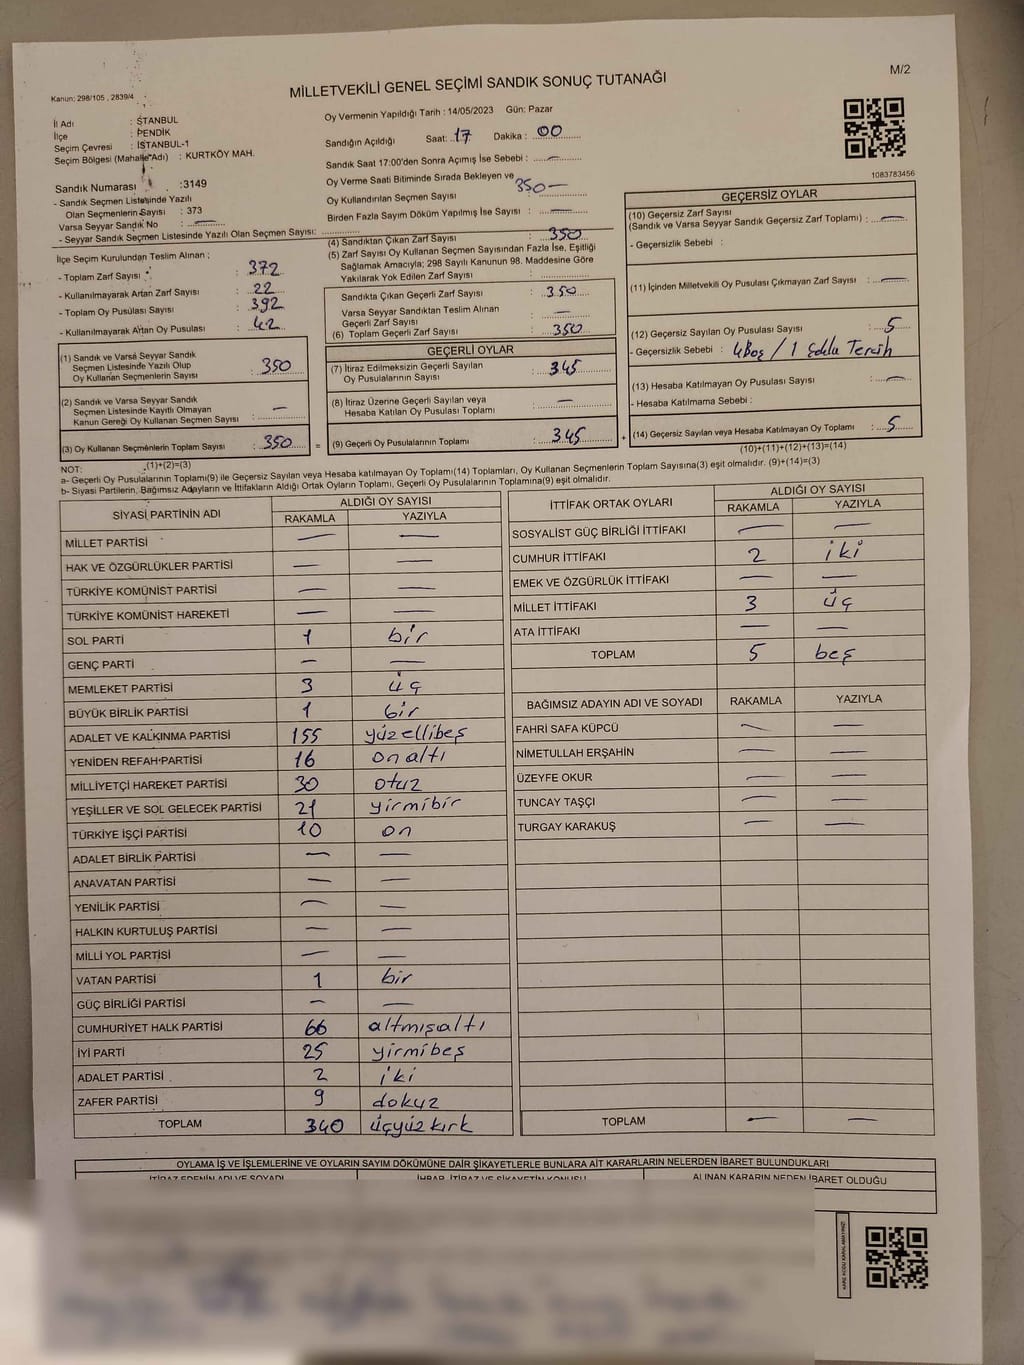 M/2
Kanun: 298/105 , 2839/4
MİLLETVEKİLİ GENEL SEÇİMİ SANDIK SONUÇ TUTANAĞI
İl Adı : İSTANBUL
İlçe : PENDİK
Seçim Çevresi : İSTANBUL-1
Seçim Bölgesi (Mahalle Adı) : KURTKÖY MAH.
Sandık Numarası :3149
- Sandık Seçmen Listesinde Yazılı
Olan Seçmenlerin Sayısı : 373
Varsa Seyyar Sandık No : —
- Seyyar Sandık Seçmen Listesinde Yazılı Olan Seçmen Sayısı:
Oy Vermenin Yapıldığı Tarih : 14/05/2023 Gün: Pazar
Sandığın Açıldığı Saat: 17 Dakika : 00
Sandık Saat 17:00'den Sonra Açımış İse Sebebi : —
Oy Verme Saati Bitiminde Sırada Bekleyen ve
Oy Kullandırılan Seçmen Sayısı : 350 —
Birden Fazla Sayım Döküm Yapılmış İse Sayısı : —
1083783456
İlçe Seçim Kurulundan Teslim Alınan ;
- Toplam Zarf Sayısı : 372
- Kullanılmayarak Artan Zarf Sayısı : 22
- Toplam Oy Pusulası Sayısı : 392
- Kullanılmayarak Artan Oy Pusulası : 42
(4) Sandıktan Çıkan Zarf Sayısı : 350
(5) Zarf Sayısı Oy Kullanan Seçmen Sayısından Fazla İse, Eşitliği
Sağlamak Amacıyla; 298 Sayılı Kanunun 98. Maddesine Göre
Yakılarak Yok Edilen Zarf Sayısı :
Sandıkta Çıkan Geçerli Zarf Sayısı : 350
Varsa Seyyar Sandıktan Teslim Alınan
Geçerli Zarf Sayısı : —
(6) Toplam Geçerli Zarf Sayısı : 350
(1) Sandık ve Varsa Seyyar Sandık
Seçmen Listesinde Yazılı Olup
Oy Kullanan Seçmenlerin Sayısı : 350
(2) Sandık ve Varsa Seyyar Sandık
Seçmen Listesinde Kayıtlı Olmayan
Kanun Gereği Oy Kullanan Seçmen Sayısı : —
(3) Oy Kullanan Seçmenlerin Toplam Sayısı : 350 =
(1)+(2)=(3)
GEÇERLİ OYLAR
(7) İtiraz Edilmeksizin Geçerli Sayılan
Oy Pusulalarının Sayısı : 345
(8) İtiraz Üzerine Geçerli Sayılan veya
Hesaba Katılan Oy Pusulası Toplamı : —
(9) Geçerli Oy Pusulalarının Toplamı : 345 +
GEÇERSİZ OYLAR
(10) Geçersiz Zarf Sayısı
(Sandık ve Varsa Seyyar Sandık Geçersiz Zarf Toplamı) : —
- Geçersizlik Sebebi :
(11) İçinden Milletvekili Oy Pusulası Çıkmayan Zarf Sayısı : —
(12) Geçersiz Sayılan Oy Pusulası Sayısı : 5
- Geçersizlik Sebebi : 4 Boş / 1 Tercih
(13) Hesaba Katılmayan Oy Pusulası Sayısı : —
- Hesaba Katılmama Sebebi :
(14) Geçersiz Sayılan veya Hesaba Katılmayan Oy Toplamı : 5
(10)+(11)+(12)+(13)=(14)
NOT:
a- Geçerli Oy Pusulalarının Toplamı(9) ile Geçersiz Sayılan veya Hesaba katılmayan Oy Toplamı(14) Toplamları, Oy Kullanan Seçmenlerin Toplam Sayısına(3) eşit olmalıdır. (9)+(14)=(3)
b- Siyasi Partilerin, Bağımsız Adayların ve İttifakların Aldığı Ortak Oyların Toplamı, Geçerli Oy Pusulalarının Toplamına(9) eşit olmalıdır.
SİYASİ PARTİNİN ADI ALDIĞI OY SAYISI
RAKAMLA YAZIYLA
MİLLET PARTİSİ — —
HAK VE ÖZGÜRLÜKLER PARTİSİ — —
TÜRKİYE KOMÜNİST PARTİSİ — —
TÜRKİYE KOMÜNİST HAREKETİ — —
SOL PARTİ 1 bir
GENÇ PARTİ — —
MEMLEKET PARTİSİ 3 üç
BÜYÜK BİRLİK PARTİSİ 1 bir
ADALET VE KALKINMA PARTİSİ 155 yüzellibeş
YENİDEN REFAH PARTİSİ 16 onaltı
MİLLİYETÇİ HAREKET PARTİSİ 30 otuz
YEŞİLLER VE SOL GELECEK PARTİSİ 21 yirmibir
TÜRKİYE İŞÇİ PARTİSİ 10 on
ADALET BİRLİK PARTİSİ — —
ANAVATAN PARTİSİ — —
YENİLİK PARTİSİ — —
HALKIN KURTULUŞ PARTİSİ — —
MİLLİ YOL PARTİSİ — —
VATAN PARTİSİ 1 bir
GÜÇ BİRLİĞİ PARTİSİ — —
CUMHURİYET HALK PARTİSİ 66 altmışaltı
İYİ PARTİ 25 yirmibeş
ADALET PARTİSİ 2 iki
ZAFER PARTİSİ 9 dokuz
TOPLAM 340 üçyüzkırk
İTTİFAK ORTAK OYLARI ALDIĞI OY SAYISI
RAKAMLA YAZIYLA
SOSYALİST GÜÇ BİRLİĞİ İTTİFAKI — —
CUMHUR İTTİFAKI 2 iki
EMEK VE ÖZGÜRLÜK İTTİFAKI — —
MİLLET İTTİFAKI 3 üç
ATA İTTİFAKI — —
TOPLAM 5 beş
BAĞIMSIZ ADAYIN ADI VE SOYADI RAKAMLA YAZIYLA
FAHRİ SAFA KÜPCÜ — —
NİMETULLAH ERŞAHİN — —
ÜZEYFE OKUR — —
TUNCAY TAŞÇI — —
TURGAY KARAKUŞ — —
TOPLAM — —
OYLAMA İŞ VE İŞLEMLERİNE VE OYLARIN SAYIM DÖKÜMÜNE DAİR ŞİKAYETLERLE BUNLARA AİT KARARLARIN NELERDEN İBARET BULUNDUKLARI
İTİRAZ EDENİN ADI VE SOYADI İHBAR, İTİRAZ VE ŞİKAYETİN KONUSU ALINAN KARARIN NEDEN İBARET OLDUĞU
KARE KODU KARALAMAYINIZ!